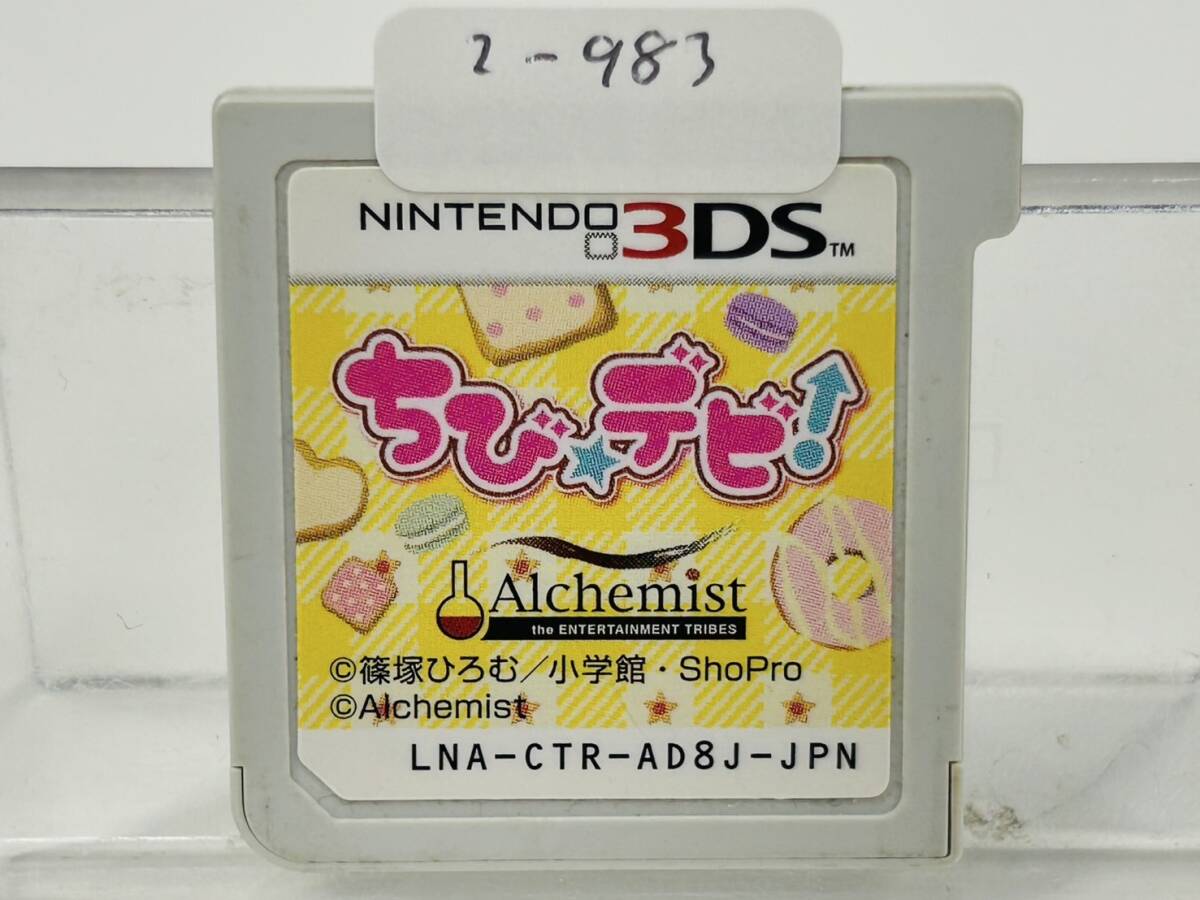 2-983
NINTENDO 3DS™
ちび☆デビ!
Alchemist
the ENTERTAINMENT TRIBES
©篠塚ひろむ/小学館・ShoPro
©Alchemist
LNA-CTR-AD8J-JPN